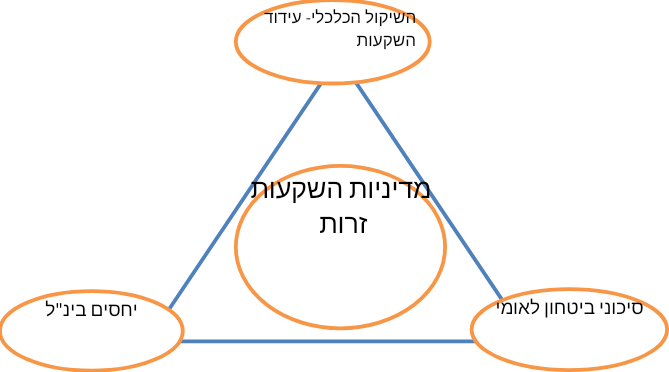 השיקול הכלכלי- עידוד
השקעות
מדיניות השקעות
זרות
יחסים בינ"ל
סיכוני ביטחון לאומי